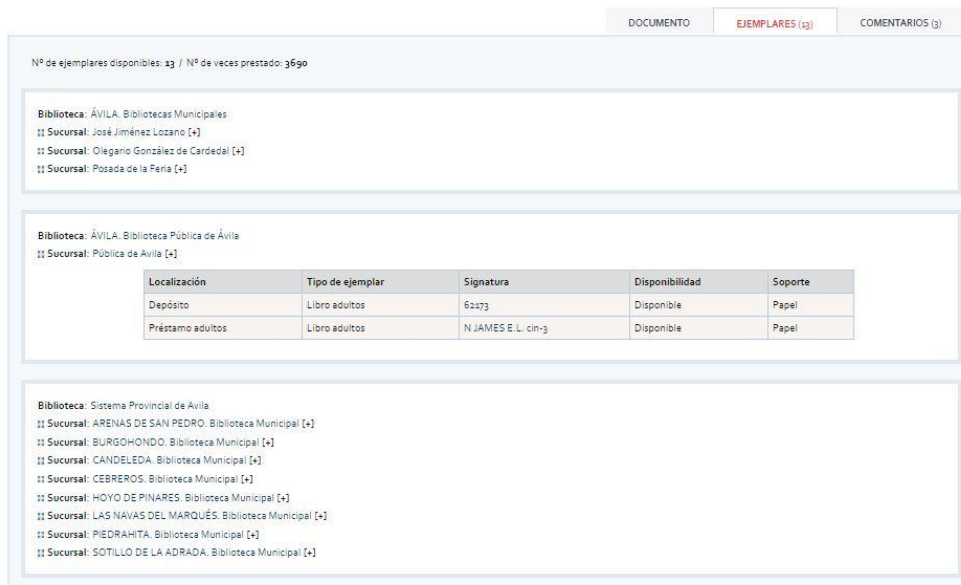 DOCUMENTO EJEMPLARES (13) COMENTARIOS (3)
Nº de ejemplares disponibles: 13 / Nº de veces prestado: 3690
Biblioteca: ÁVILA. Bibliotecas Municipales
Sucursal: José Jiménez Lozano [+]
Sucursal: Olegario González de Cardedal [+]
Sucursal: Posada de la Feria [+]
Biblioteca: ÁVILA. Biblioteca Pública de Ávila
Sucursal: Pública de Avila [+]
Localización Tipo de ejemplar Signatura Disponibilidad Soporte
Depósito Libro adultos 62173 Disponible Papel
Préstamo adultos Libro adultos N JAMES E.L. cin-3 Disponible Papel
Biblioteca: Sistema Provincial de Avila
Sucursal: ARENAS DE SAN PEDRO. Biblioteca Municipal [+]
Sucursal: BURGOHONDO. Biblioteca Municipal [+]
Sucursal: CANDELEDA. Biblioteca Municipal [+]
Sucursal: CEBREROS. Biblioteca Municipal [+]
Sucursal: HOYO DE PINARES. Biblioteca Municipal [+]
Sucursal: LAS NAVAS DEL MARQUÉS. Biblioteca Municipal [+]
Sucursal: PIEDRAHITA. Biblioteca Municipal [+]
Sucursal: SOTILLO DE LA ADRADA. Biblioteca Municipal [+]